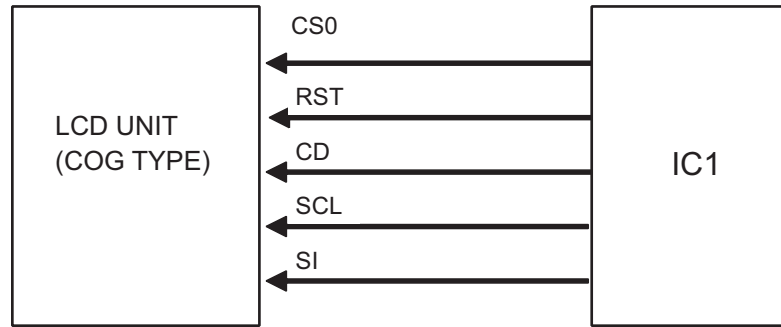 CS0
RST
LCD UNIT
(COG TYPE)
CD
IC1
SCL
SI